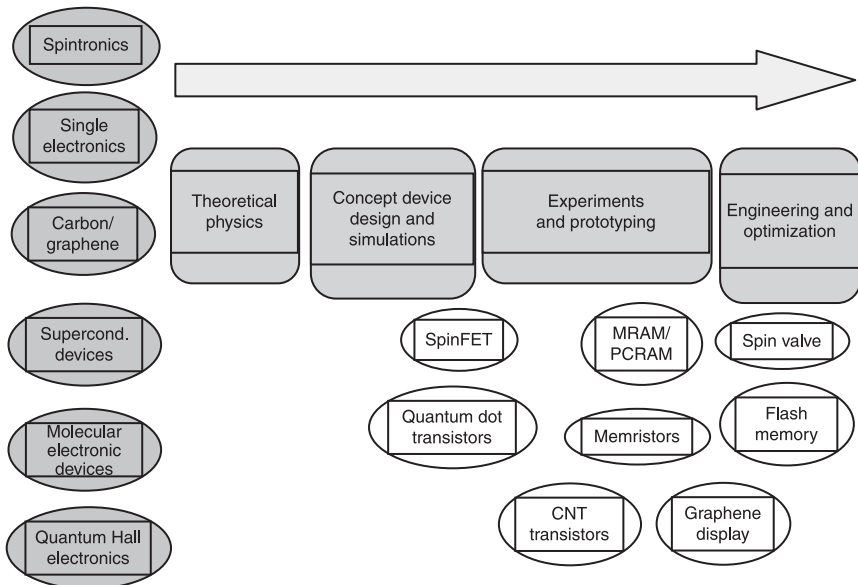 Spintronics
Single
electronics
Carbon/
graphene
Supercond.
devices
Molecular
electronic
devices
Quantum Hall
electronics
Theoretical
physics
Concept device
design and
simulations
Experiments
and prototyping
Engineering and
optimization
SpinFET
MRAM/
PCRAM
Spin valve
Quantum dot
transistors
Memristors
Flash
memory
CNT
transistors
Graphene
display